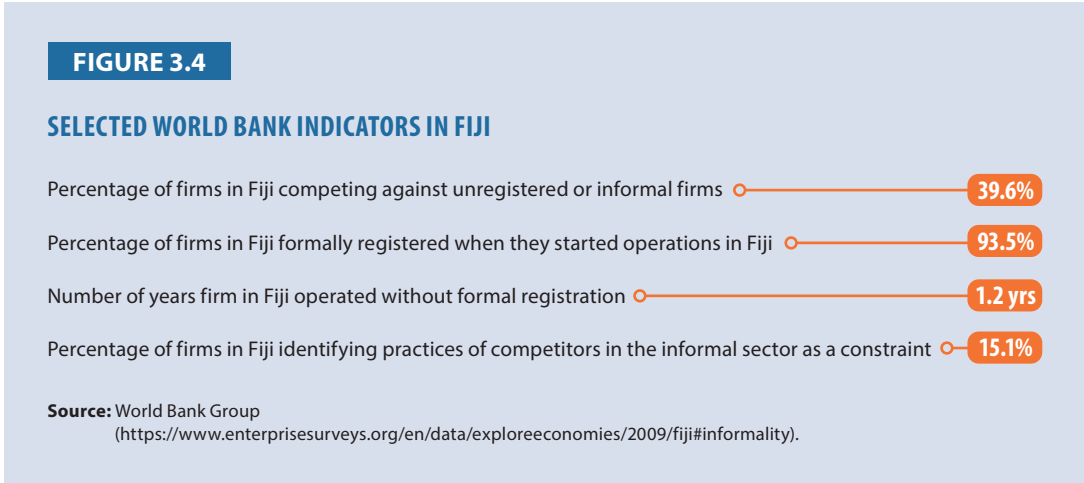 FIGURE 3.4
SELECTED WORLD BANK INDICATORS IN FIJI
Percentage of firms in Fiji competing against unregistered or informal firms 39.6%
Percentage of firms in Fiji formally registered when they started operations in Fiji 93.5%
Number of years firm in Fiji operated without formal registration 1.2 yrs
Percentage of firms in Fiji identifying practices of competitors in the informal sector as a constraint 15.1%
Source: World Bank Group
(https://www.enterprisesurveys.org/en/data/exploreeconomies/2009/fiji#informality).